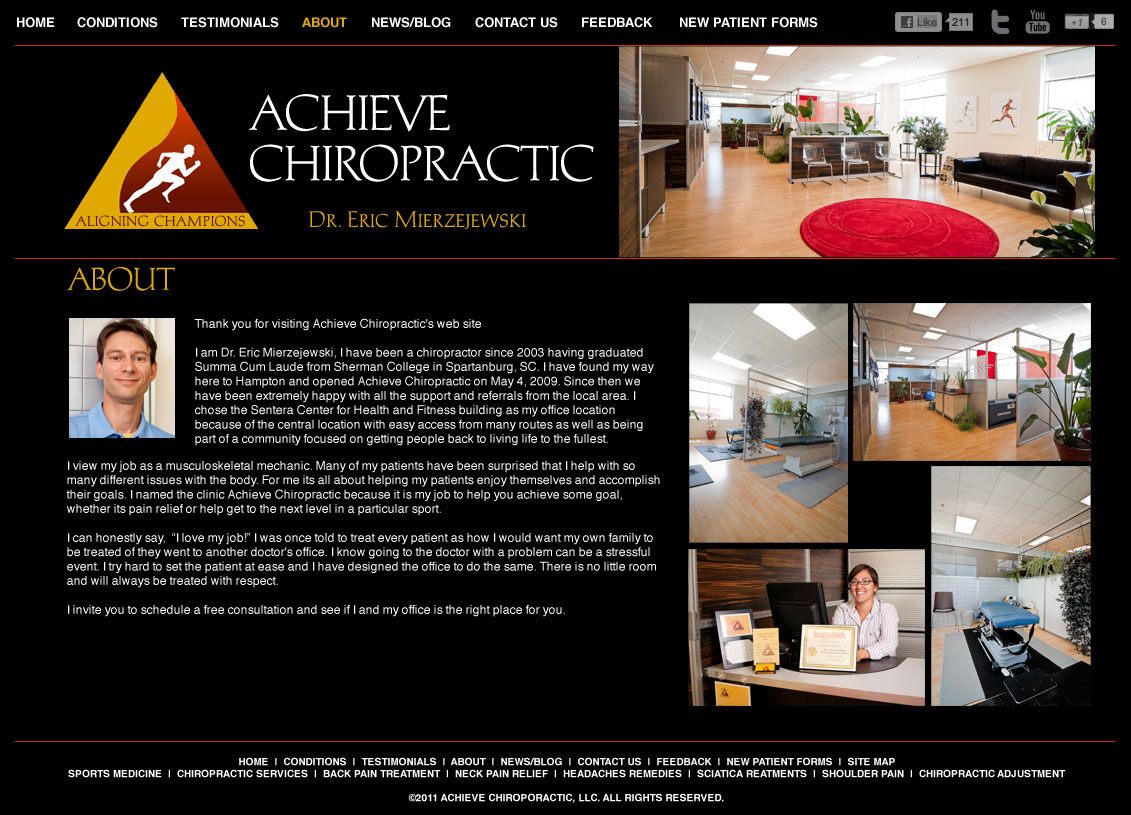 HOME CONDITIONS TESTIMONIALS ABOUT NEWS/BLOG CONTACT US FEEDBACK NEW PATIENT FORMS
Like 211
You
Tube
+1 6
ACHIEVE
CHIROPRACTIC
ALIGNING CHAMPIONS
DR. ERIC MIERZEJEWSKI
ABOUT
Thank you for visiting Achieve Chiropractic's web site
I am Dr. Eric Mierzejewski, I have been a chiropractor since 2003 having graduated
Summa Cum Laude from Sherman College in Spartanburg, SC. I have found my way
here to Hampton and opened Achieve Chiropractic on May 4, 2009. Since then we
have been extremely happy with all the support and referrals from the local area. I
chose the Sentera Center for Health and Fitness building as my office location
because of the central location with easy access from many routes as well as being
part of a community focused on getting people back to living life to the fullest.
I view my job as a musculoskeletal mechanic. Many of my patients have been surprised that I help with so
many different issues with the body. For me its all about helping my patients enjoy themselves and accomplish
their goals. I named the clinic Achieve Chiropractic because it is my job to help you achieve some goal,
whether its pain relief or help get to the next level in a particular sport.
I can honestly say, “I love my job!” I was once told to treat every patient as how I would want my own family to
be treated of they went to another doctor's office. I know going to the doctor with a problem can be a stressful
event. I try hard to set the patient at ease and I have designed the office to do the same. There is no little room
and will always be treated with respect.
I invite you to schedule a free consultation and see if I and my office is the right place for you.
HOME | CONDITIONS | TESTIMONIALS | ABOUT | NEWS/BLOG | CONTACT US | FEEDBACK | NEW PATIENT FORMS | SITE MAP
SPORTS MEDICINE | CHIROPRACTIC SERVICES | BACK PAIN TREATMENT | NECK PAIN RELIEF | HEADACHES REMEDIES | SCIATICA REATMENTS | SHOULDER PAIN | CHIROPRACTIC ADJUSTMENT
©2011 ACHIEVE CHIROPORACTIC, LLC. ALL RIGHTS RESERVED.